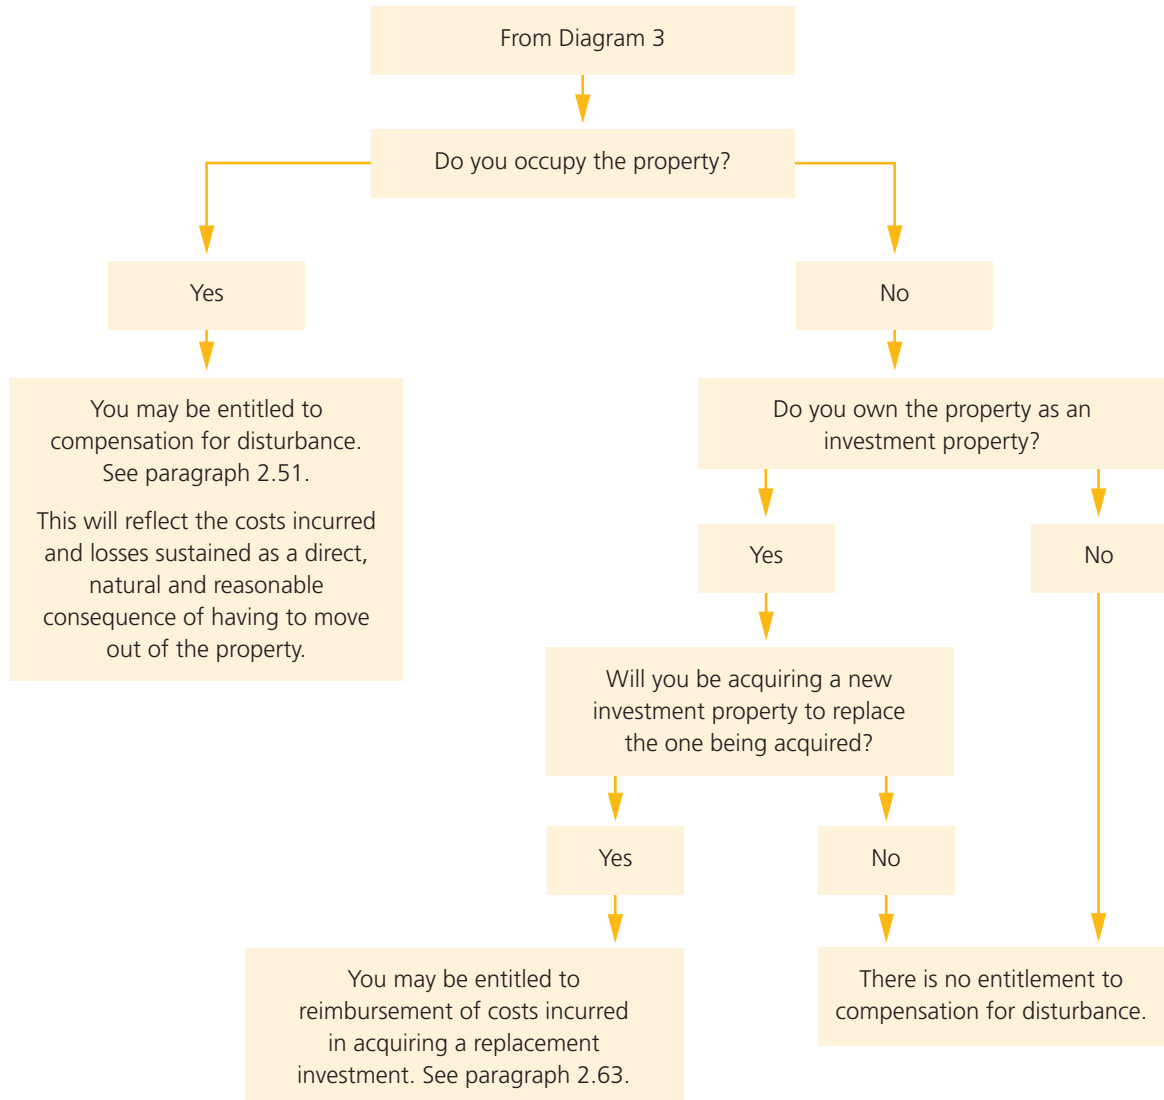 From Diagram 3
Do you occupy the property?
Yes
No
You may be entitled to
compensation for disturbance.
See paragraph 2.51.
This will reflect the costs incurred
and losses sustained as a direct,
natural and reasonable
consequence of having to move
out of the property.
Do you own the property as an
investment property?
Yes
No
Will you be acquiring a new
investment property to replace
the one being acquired?
Yes
No
You may be entitled to
reimbursement of costs incurred
in acquiring a replacement
investment. See paragraph 2.63.
There is no entitlement to
compensation for disturbance.